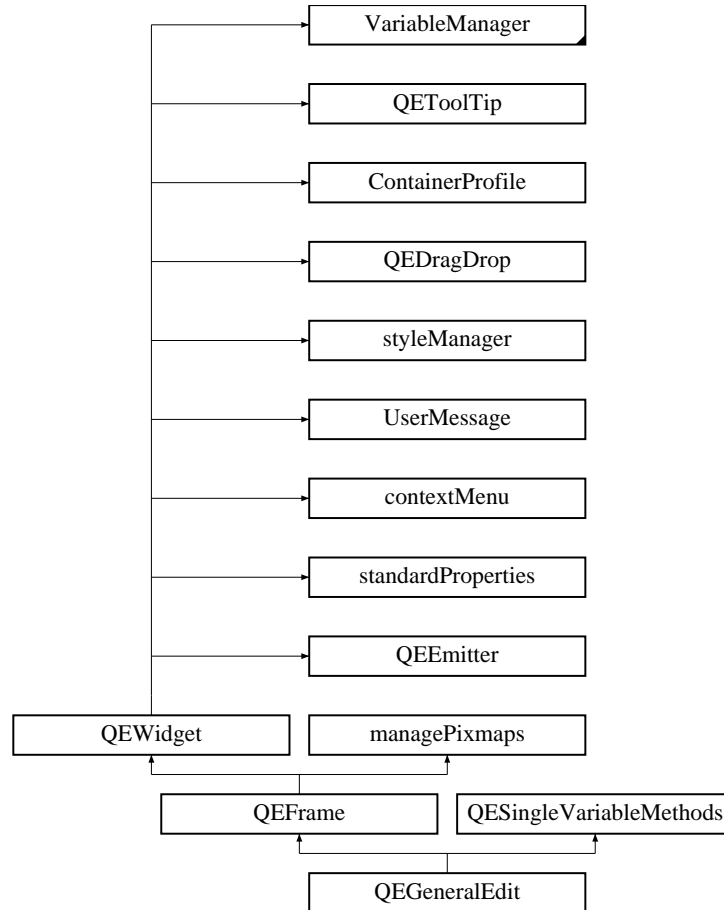 VariableManager
QEToolTip
ContainerProfile
QEDragDrop
styleManager
UserMessage
contextMenu
standardProperties
QEEmitter
QEWidget
managePixmaps
QEFrame
QESingleVariableMethods
QEGeneralEdit